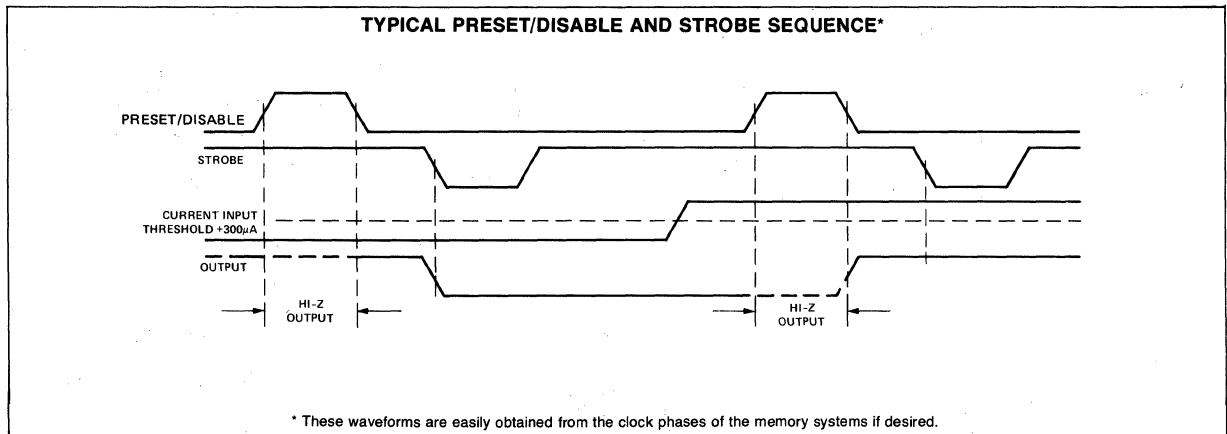 TYPICAL PRESET/DISABLE AND STROBE SEQUENCE*
PRESET/DISABLE
STROBE
CURRENT INPUT
THRESHOLD +300μA
OUTPUT
HI-Z
OUTPUT
HI-Z
OUTPUT
* These waveforms are easily obtained from the clock phases of the memory systems if desired.